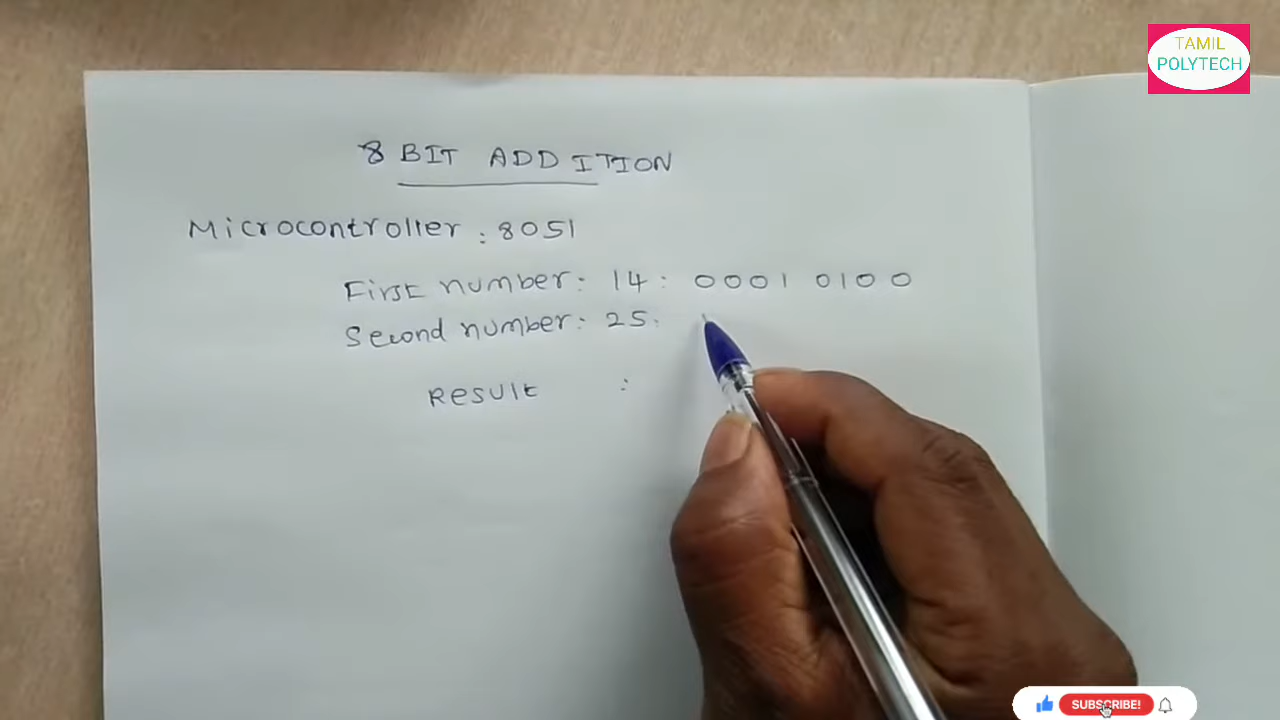 TAMIL
POLYTECH
8 BIT ADDITION
Microcontroller : 8051
First number : 14 : 0001 0100
Second number : 25 :
Result :
SUBSCRIBE!